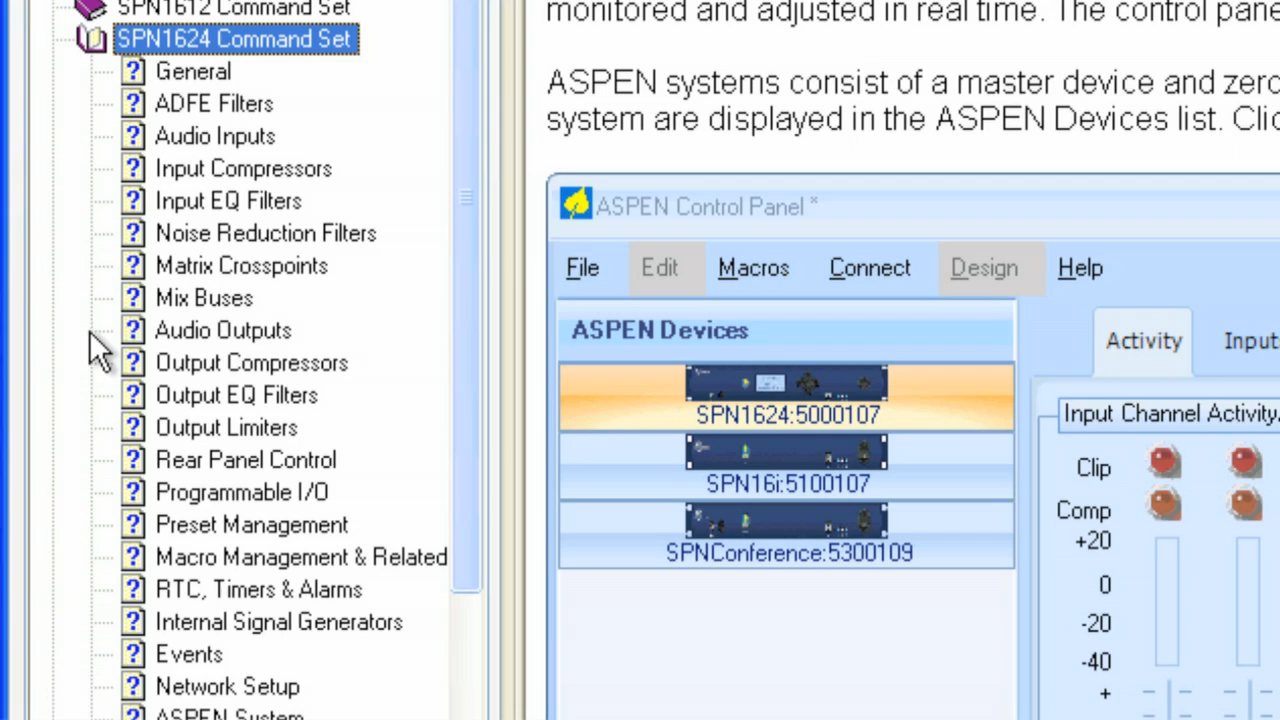 SPN1612 Command Set
SPN1624 Command Set
General
ADFE Filters
Audio Inputs
Input Compressors
Input EQ Filters
Noise Reduction Filters
Matrix Crosspoints
Mix Buses
Audio Outputs
Output Compressors
Output EQ Filters
Output Limiters
Rear Panel Control
Programmable I/O
Preset Management
Macro Management & Related
RTC, Timers & Alarms
Internal Signal Generators
Events
Network Setup
ASPEN System
monitored and adjusted in real time. The control pane
ASPEN systems consist of a master device and zero
system are displayed in the ASPEN Devices list. Clic
ASPEN Control Panel *
File Edit Macros Connect Design Help
ASPEN Devices
SPN1624:5000107
SPN16i:5100107
SPNConference:5300109
Activity Input
Input Channel Activity
Clip
Comp
+20
0
-20
-40
+